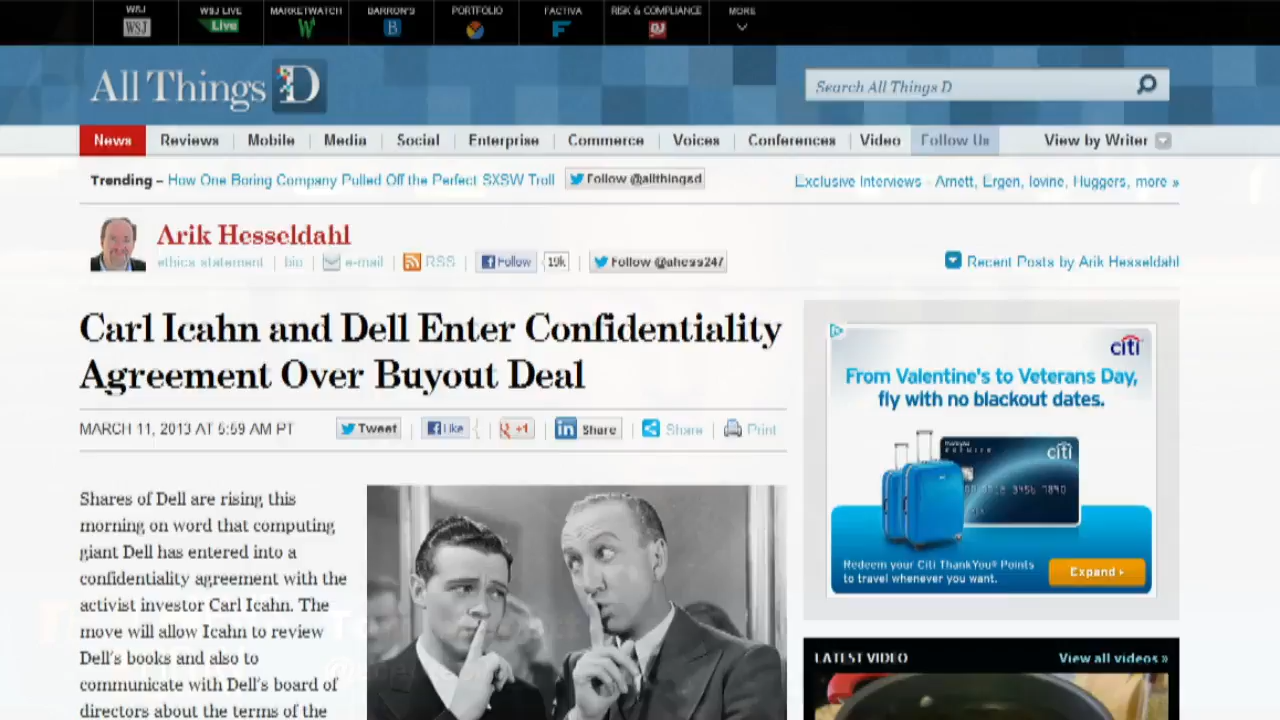 WSJ
WSJ LIVE
MARKETWATCH
BARRON'S
PORTFOLIO
FACTIVA
RISK & COMPLIANCE
MORE
WSJ
Live
W
B
F
DJ
All Things D
Search All Things D
News
Reviews
Mobile
Media
Social
Enterprise
Commerce
Voices
Conferences
Video
Follow Us
View by Writer
Trending – How One Boring Company Pulled Off the Perfect SXSW Troll
Follow @allthingsd
Exclusive Interviews - Arnett, Ergen, Iovine, Huggers, more »
Arik Hesseldahl
ethics statement | bio | e-mail RSS Follow 19k Follow @ahess247
Recent Posts by Arik Hesseldahl
Carl Icahn and Dell Enter Confidentiality
Agreement Over Buyout Deal
MARCH 11, 2013 AT 5:59 AM PT
Tweet
Like
+1
in Share
Share
Print
Shares of Dell are rising this
morning on word that computing
giant Dell has entered into a
confidentiality agreement with the
activist investor Carl Icahn. The
move will allow Icahn to review
Dell's books and also to
communicate with Dell's board of
directors about the terms of the
citi
From Valentine's to Veterans Day,
fly with no blackout dates.
citi
3456 7890
Redeem your Citi ThankYou® Points
to travel whenever you want.
Expand ›
LATEST VIDEO
View all videos »